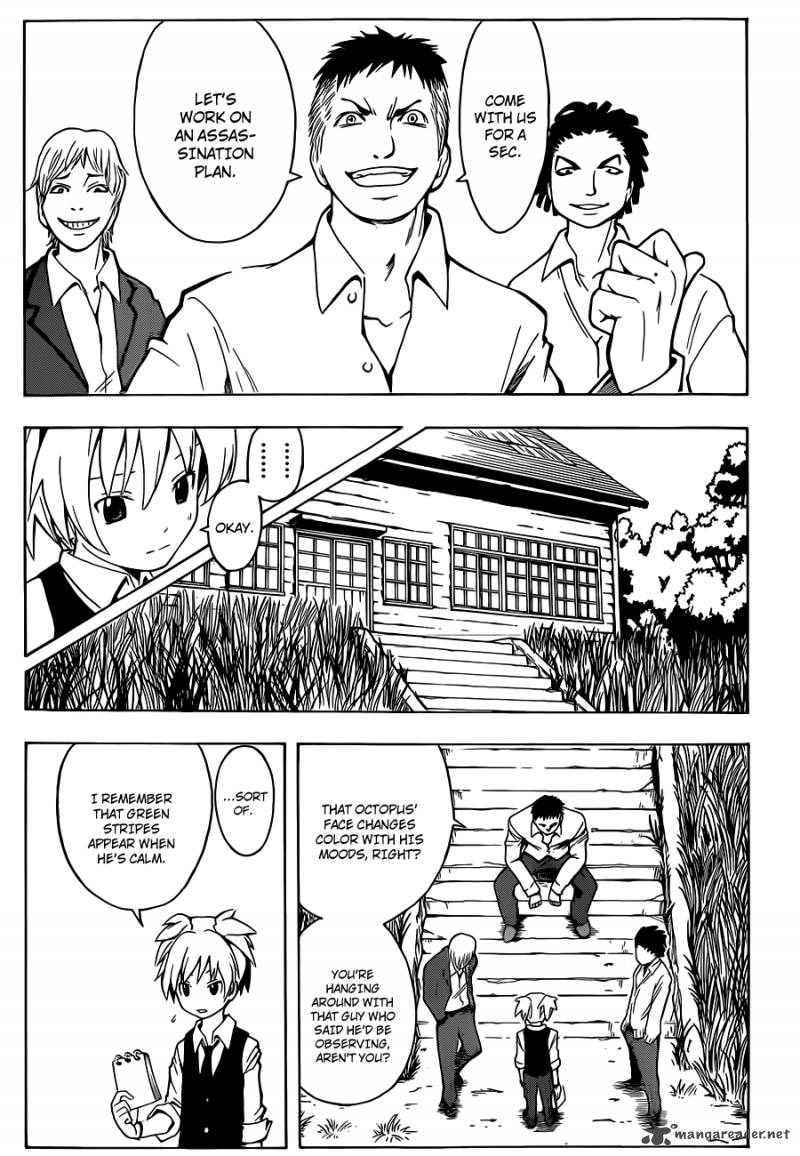 COME
WITH US
FOR A
SEC.
LET'S
WORK ON
AN ASSAS-
SINATION
PLAN.
......
OKAY.
THAT OCTOPUS'
FACE CHANGES
COLOR WITH HIS
MOODS, RIGHT?
YOU'RE
HANGING
AROUND WITH
THAT GUY WHO
SAID HE'D BE
OBSERVING,
AREN'T YOU?
...SORT
OF.
I REMEMBER
THAT GREEN
STRIPES
APPEAR WHEN
HE'S CALM.
mangareader.net